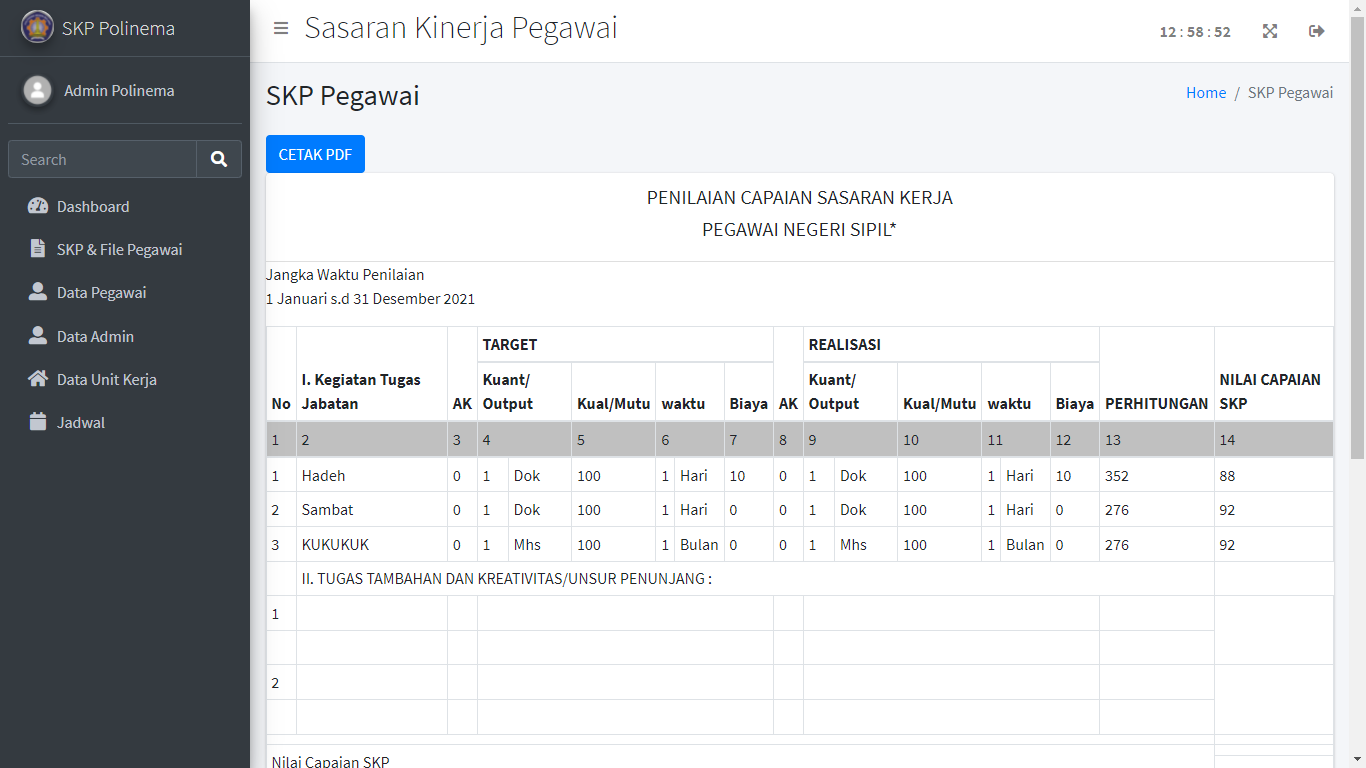 SKP Polinema
Admin Polinema
Search
Dashboard
SKP & File Pegawai
Data Pegawai
Data Admin
Data Unit Kerja
Jadwal
Sasaran Kinerja Pegawai
12 : 58 : 52
SKP Pegawai
Home / SKP Pegawai
CETAK PDF
PENILAIAN CAPAIAN SASARAN KERJA
PEGAWAI NEGERI SIPIL*
Jangka Waktu Penilaian
1 Januari s.d 31 Desember 2021
TARGET REALISASI
No I. Kegiatan Tugas Jabatan AK Kuant/ Output Kual/Mutu waktu Biaya AK Kuant/ Output Kual/Mutu waktu Biaya PERHITUNGAN NILAI CAPAIAN SKP
1 2 3 4 5 6 7 8 9 10 11 12 13 14
1 Hadeh 0 1 Dok 100 1 Hari 10 0 1 Dok 100 1 Hari 10 352 88
2 Sambat 0 1 Dok 100 1 Hari 0 0 1 Dok 100 1 Hari 0 276 92
3 KUKUKUK 0 1 Mhs 100 1 Bulan 0 0 1 Mhs 100 1 Bulan 0 276 92
II. TUGAS TAMBAHAN DAN KREATIVITAS/UNSUR PENUNJANG :
1
2
Nilai Capaian SKP